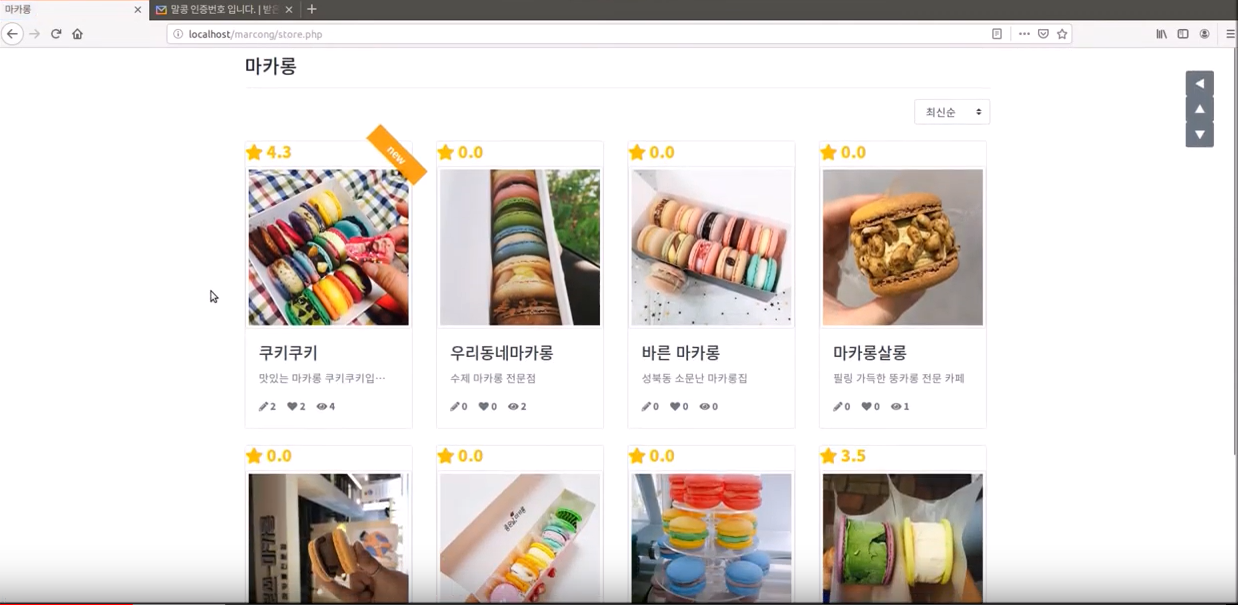 마카롱
말콩 인증번호 입니다. | 받은
localhost/marcong/store.php
마카롱
최신순
4.3
new
0.0
0.0
0.0
쿠키쿠키
우리동네마카롱
바른 마카롱
마카롱살롱
맛있는 마카롱 쿠키쿠키입…
수제 마카롱 전문점
성북동 소문난 마카롱집
필링 가득한 뚱카롱 전문 카페
2 2 4
0 0 2
0 0 0
0 0 1
0.0
0.0
0.0
3.5